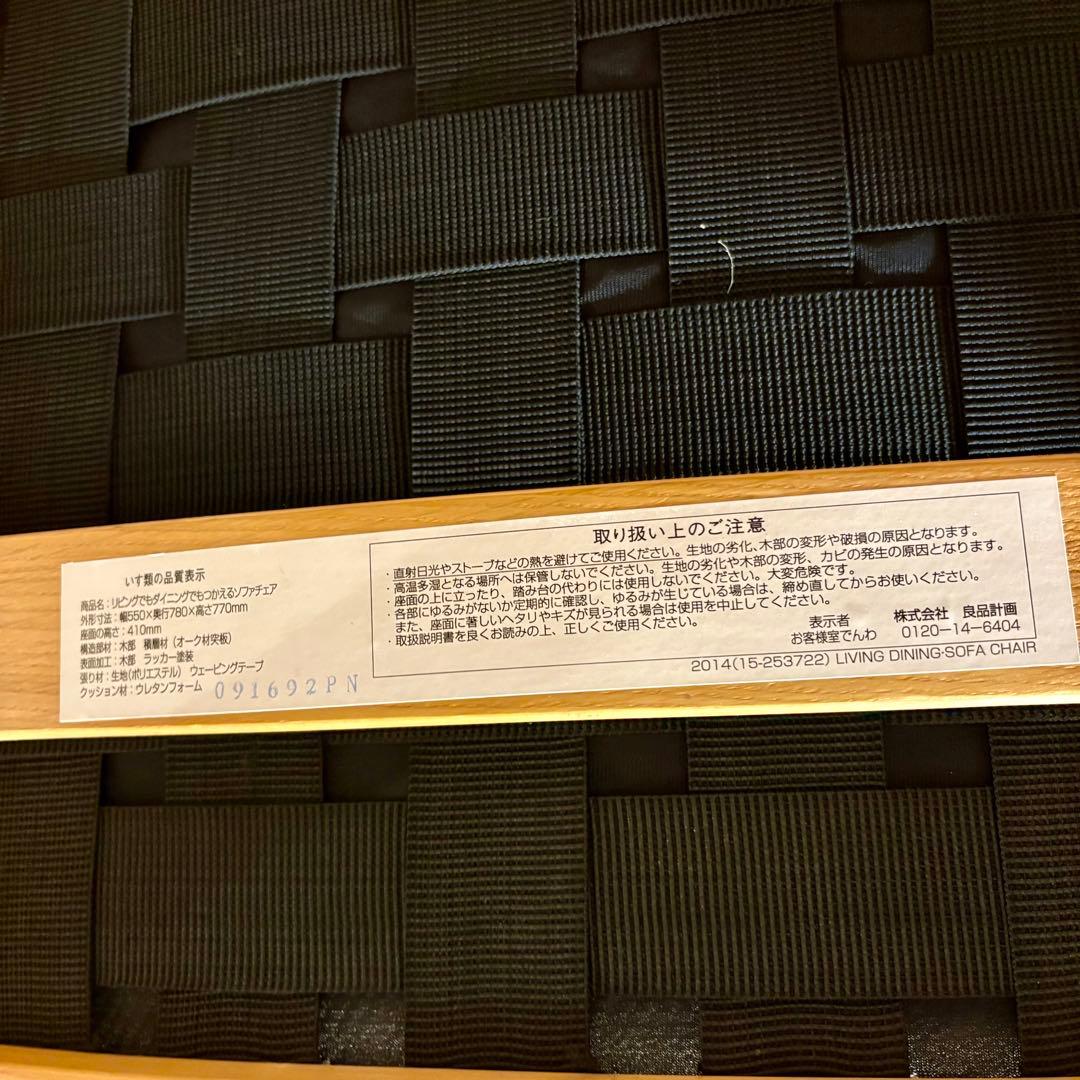 いす類の品質表示
商品名：リビングでもダイニングでもつかえるソファチェア
外形寸法：幅550×奥行780×高さ770mm
座面の高さ：410mm
構造部材：木部 積層材（オーク材突板）
表面加工：木部 ラッカー塗装
張り材：生地（ポリエステル） ウェービングテープ
クッション材：ウレタンフォーム
091692PN
取り扱い上のご注意
・直射日光やストーブなどの熱を避けてご使用ください。生地の劣化、木部の変形や破損の原因となります。
・高温多湿となる場所へは保管しないでください。生地の劣化や木部の変形、カビの発生の原因となります。
・座面の上に立ったり、踏み台の代わりには使用しないでください。大変危険です。
・各部にゆるみがないか定期的に確認し、ゆるみが生じている場合は、締め直してからお使いください。
また、座面に著しいヘタリやキズが見られる場合は使用を中止してください。
・取扱説明書を良くお読みの上、正しくご使用ください。
表示者 株式会社 良品計画
お客様室でんわ 0120-14-6404
2014(15-253722) LIVING DINING・SOFA CHAIR